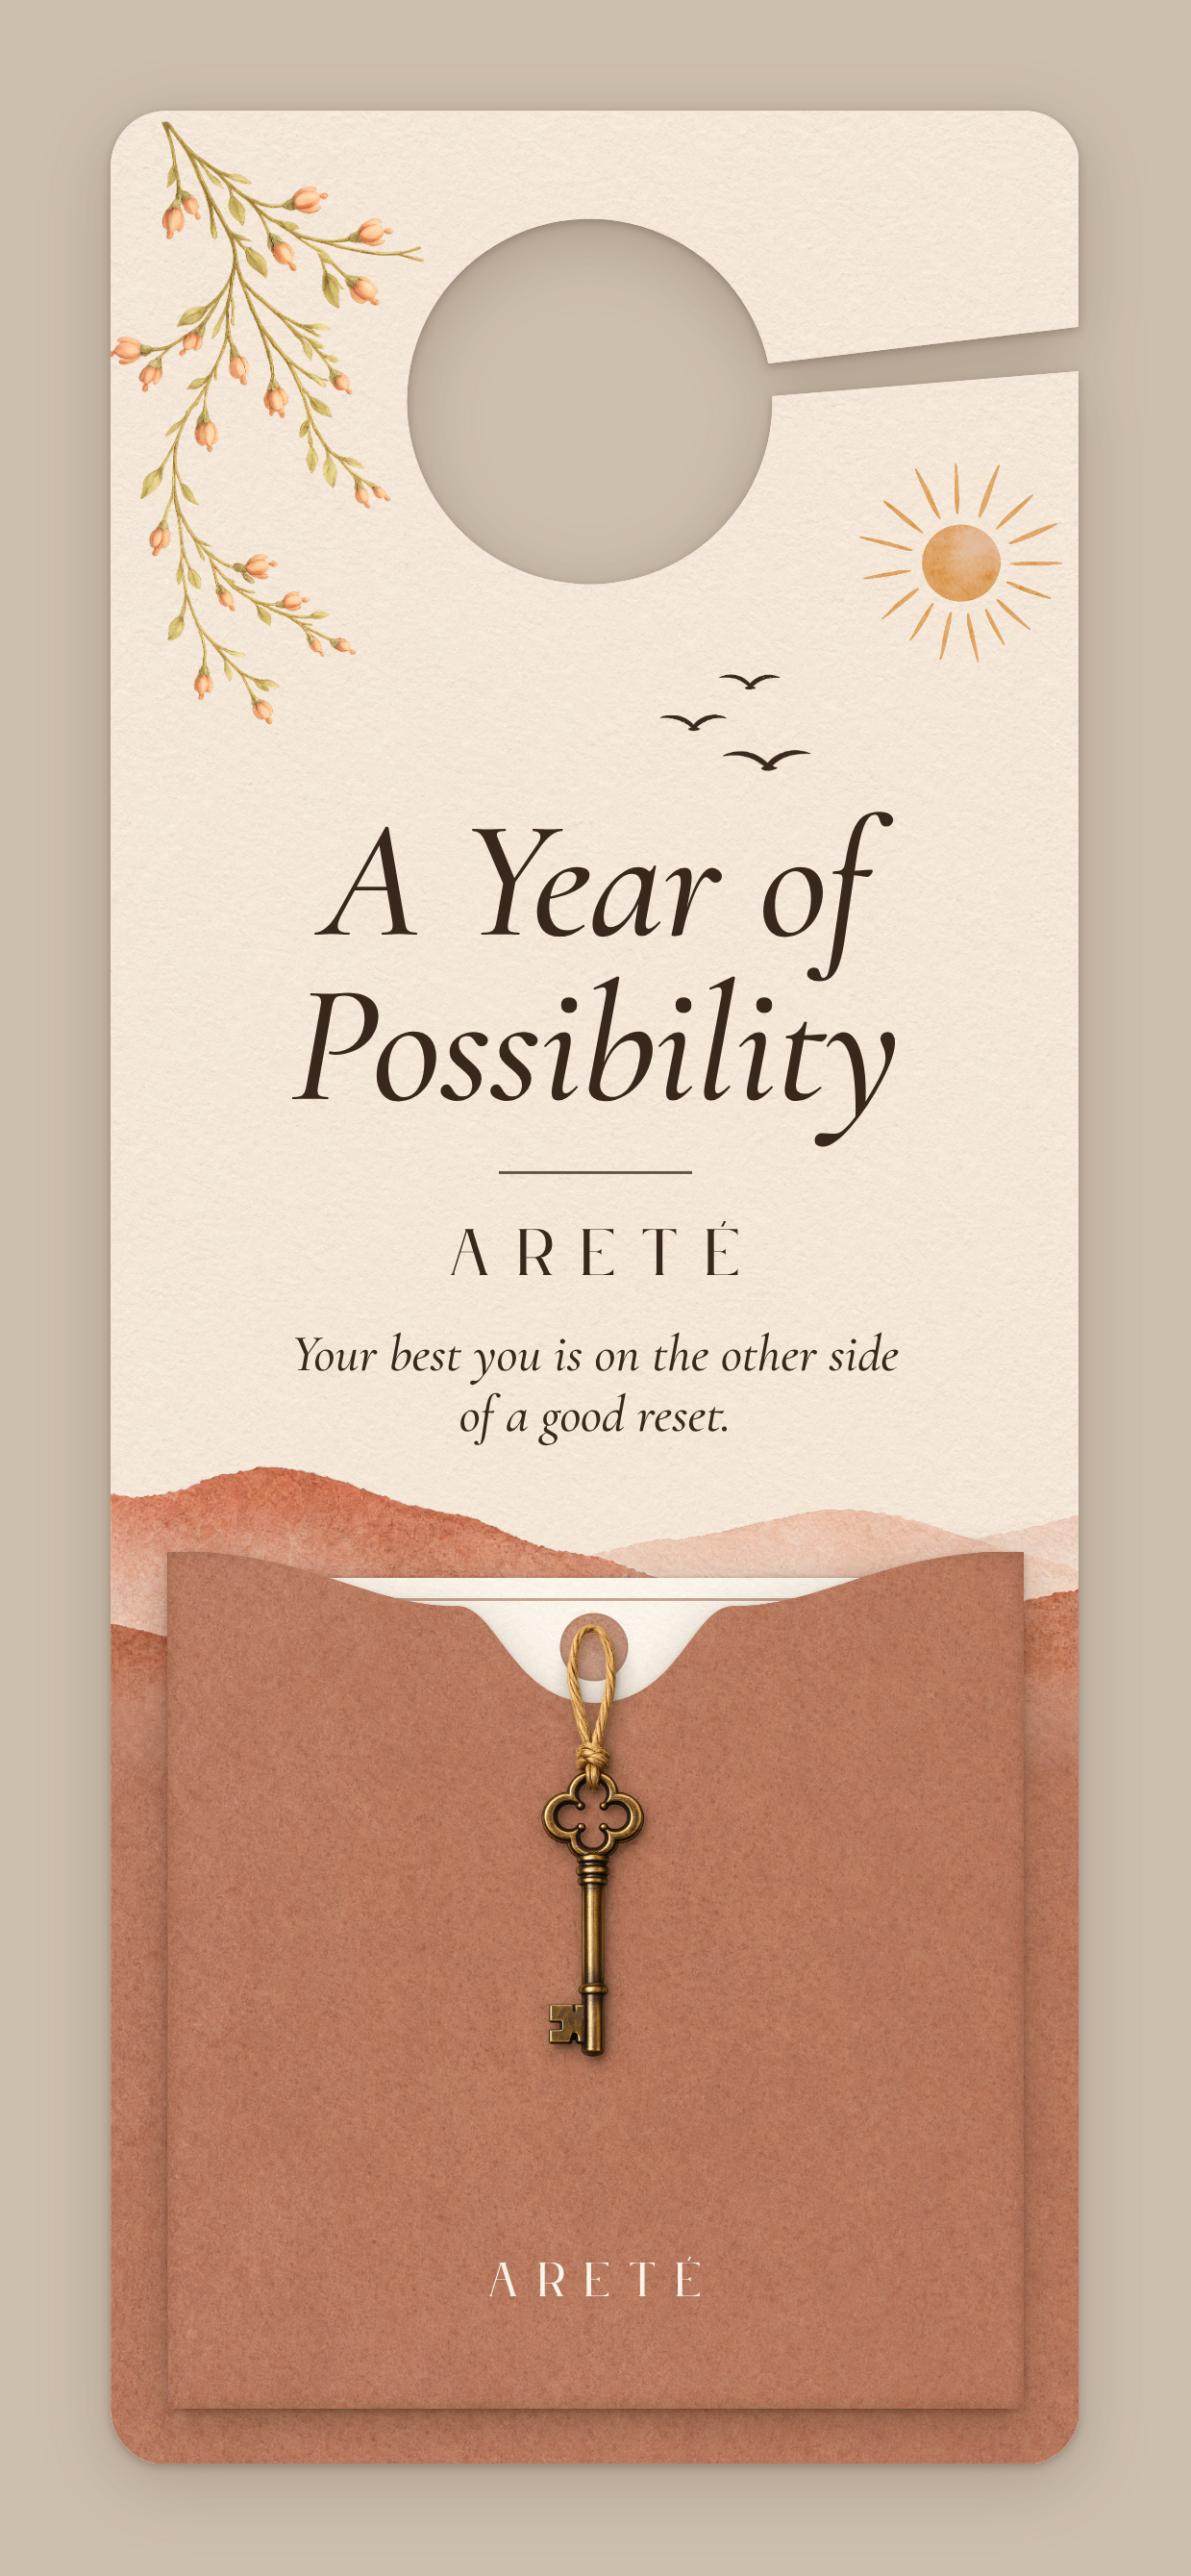 A Year of
Possibility
ARETÉ
Your best you is on the other side
of a good reset.
ARETÉ